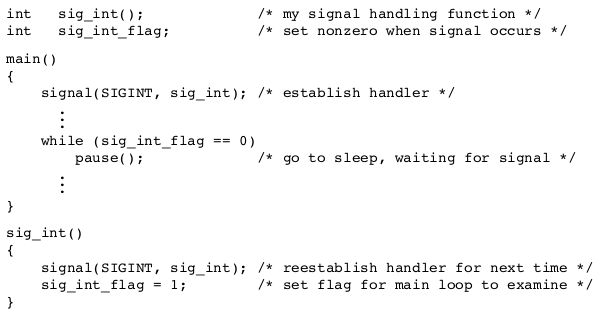 int   sig_int();             /* my signal handling function */
int   sig_int_flag;          /* set nonzero when signal occurs */
main()
{
    signal(SIGINT, sig_int); /* establish handler */
      ⋮
    while (sig_int_flag == 0)
        pause();             /* go to sleep, waiting for signal */
      ⋮
}
sig_int()
{
    signal(SIGINT, sig_int); /* reestablish handler for next time */
    sig_int_flag = 1;        /* set flag for main loop to examine */
}